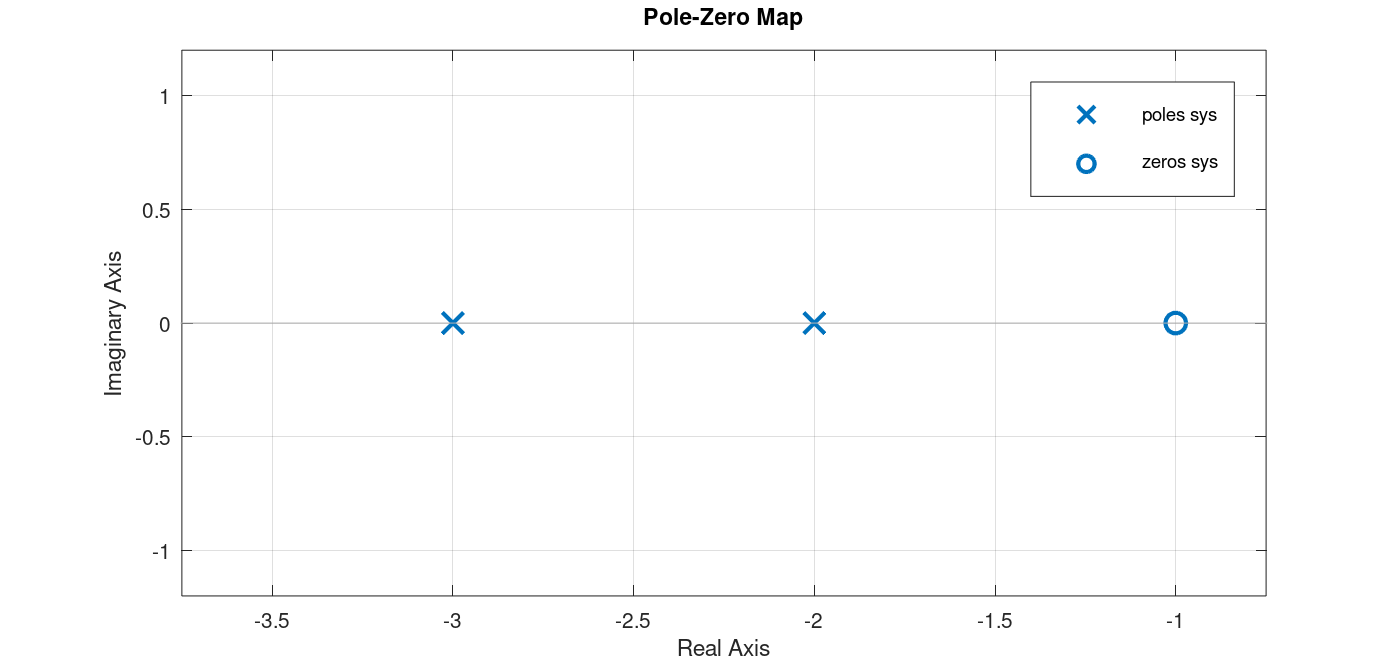 Pole-Zero Map
poles sys
zeros sys
1
0.5
0
-0.5
-1
Imaginary Axis
-3.5 -3 -2.5 -2 -1.5 -1
Real Axis